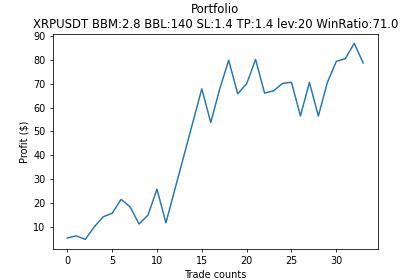 Portfolio
XRPUSDT BBM:2.8 BBL:140 SL:1.4 TP:1.4 lev:20 WinRatio:71.0
90
80
70
60
50
40
30
20
10
Profit ($)
0 5 10 15 20 25 30
Trade counts